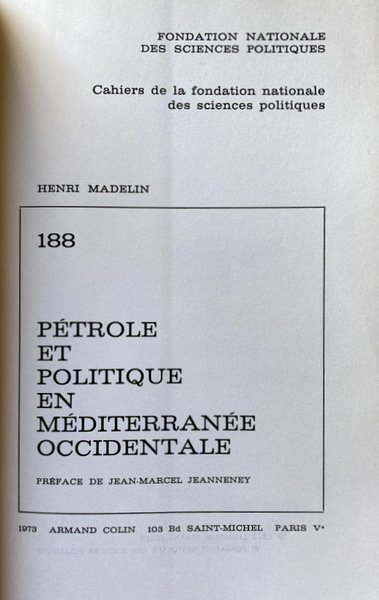 FONDATION NATIONALE
DES SCIENCES POLITIQUES
Cahiers de la fondation nationale
des sciences politiques
HENRI MADELIN
188
PÉTROLE
ET
POLITIQUE
EN
MÉDITERRANÉE
OCCIDENTALE
PRÉFACE DE JEAN-MARCEL JEANNENEY
1973 ARMAND COLIN 103 Bd SAINT-MICHEL PARIS Vᵉ